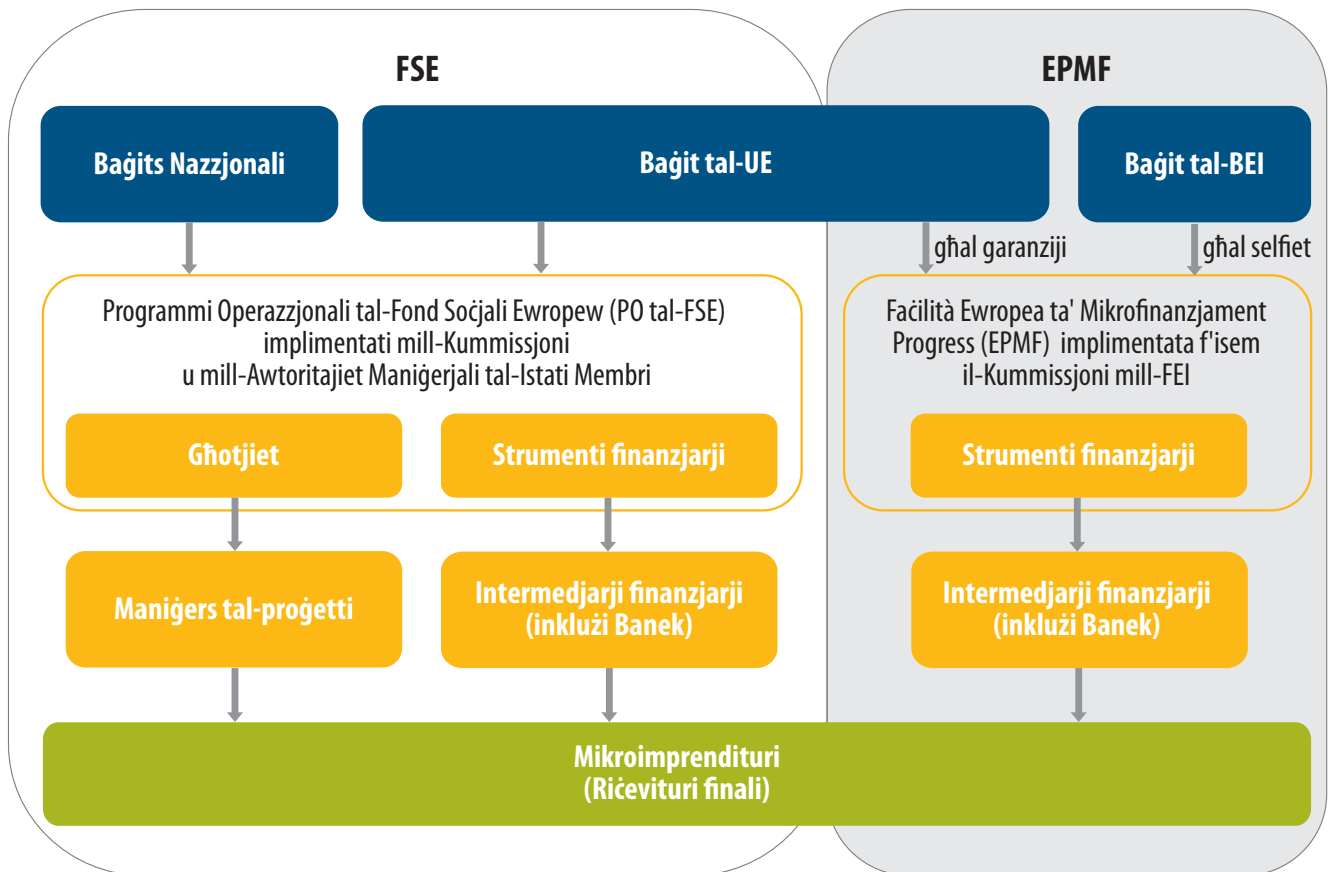 FSE
EPMF
Baġits Nazzjonali
Baġit tal-UE
Baġit tal-BEI
għal garanziji
għal selfiet
Programmi Operazzjonali tal-Fond Soċjali Ewropew (PO tal-FSE)
implimentati mill-Kummissjoni
u mill-Awtoritajiet Maniġerjali tal-Istati Membri
Faċilità Ewropea ta' Mikrofinanzjament
Progress (EPMF) implimentata f'isem
il-Kummissjoni mill-FEI
Għotjiet
Strumenti finanzjarji
Strumenti finanzjarji
Maniġers tal-proġetti
Intermedjarji finanzjarji
(inklużi Banek)
Intermedjarji finanzjarji
(inklużi Banek)
Mikroimprendituri
(Riċevituri finali)